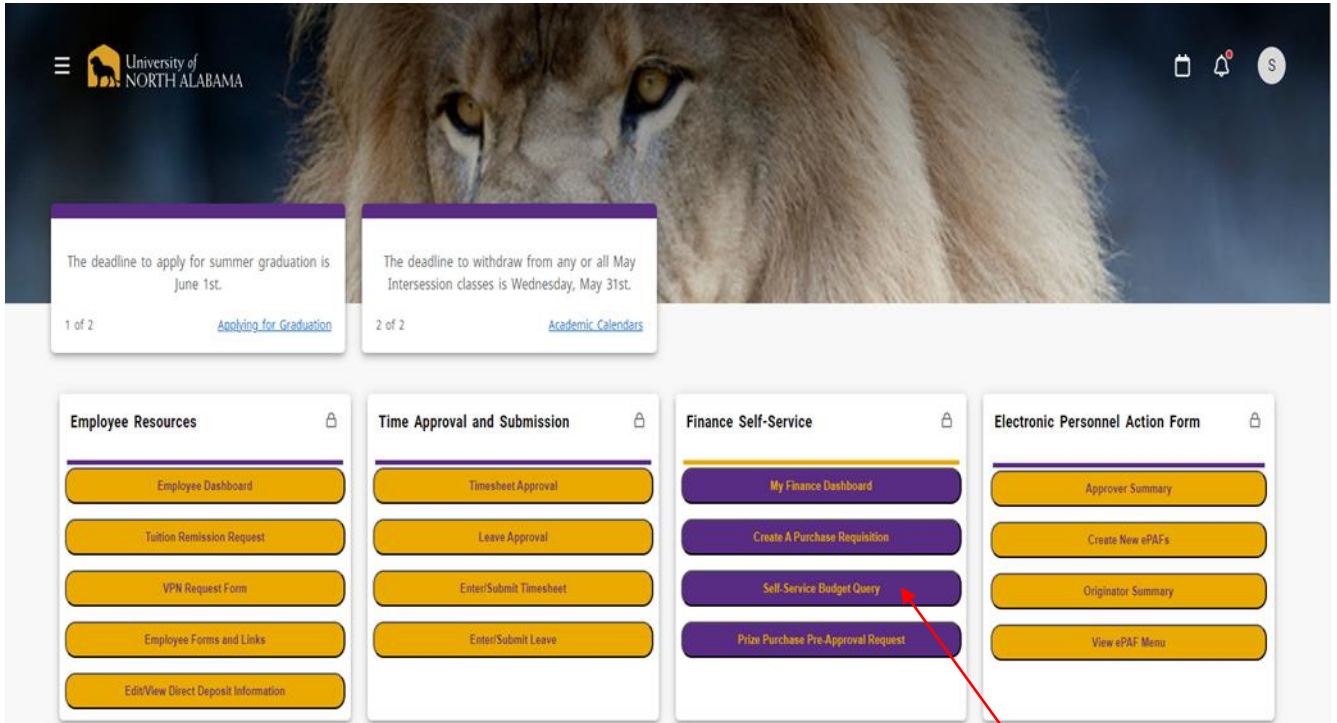 University of
NORTH ALABAMA
S
The deadline to apply for summer graduation is
June 1st.
1 of 2
Applying for Graduation
The deadline to withdraw from any or all May
Intersession classes is Wednesday, May 31st.
2 of 2
Academic Calendars
Employee Resources
Employee Dashboard
Tuition Remission Request
VPN Request Form
Employee Forms and Links
Edit/View Direct Deposit Information
Time Approval and Submission
Timesheet Approval
Leave Approval
Enter/Submit Timesheet
Enter/Submit Leave
Finance Self-Service
My Finance Dashboard
Create A Purchase Requisition
Self-Service Budget Query
Prize Purchase Pre-Approval Request
Electronic Personnel Action Form
Approver Summary
Create New ePAFs
Originator Summary
View ePAF Menu